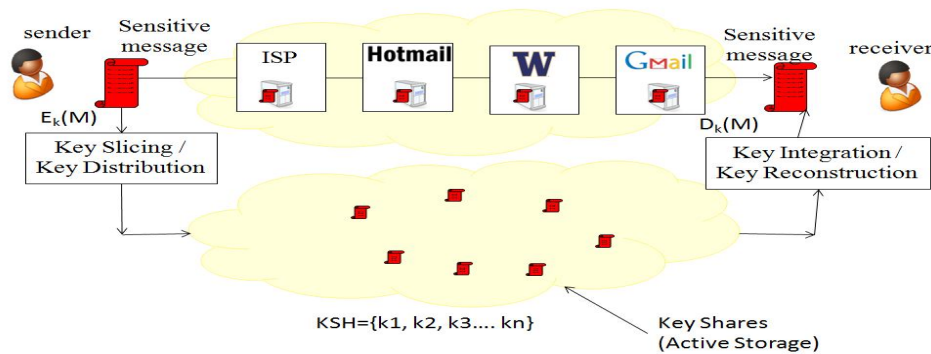 sender
Sensitive
message
ISP
Hotmail
W
GMail
Sensitive
message
receiver
Eₖ(M)
Dₖ(M)
Key Slicing /
Key Distribution
Key Integration /
Key Reconstruction
KSH={k1, k2, k3.... kn}
Key Shares
(Active Storage)